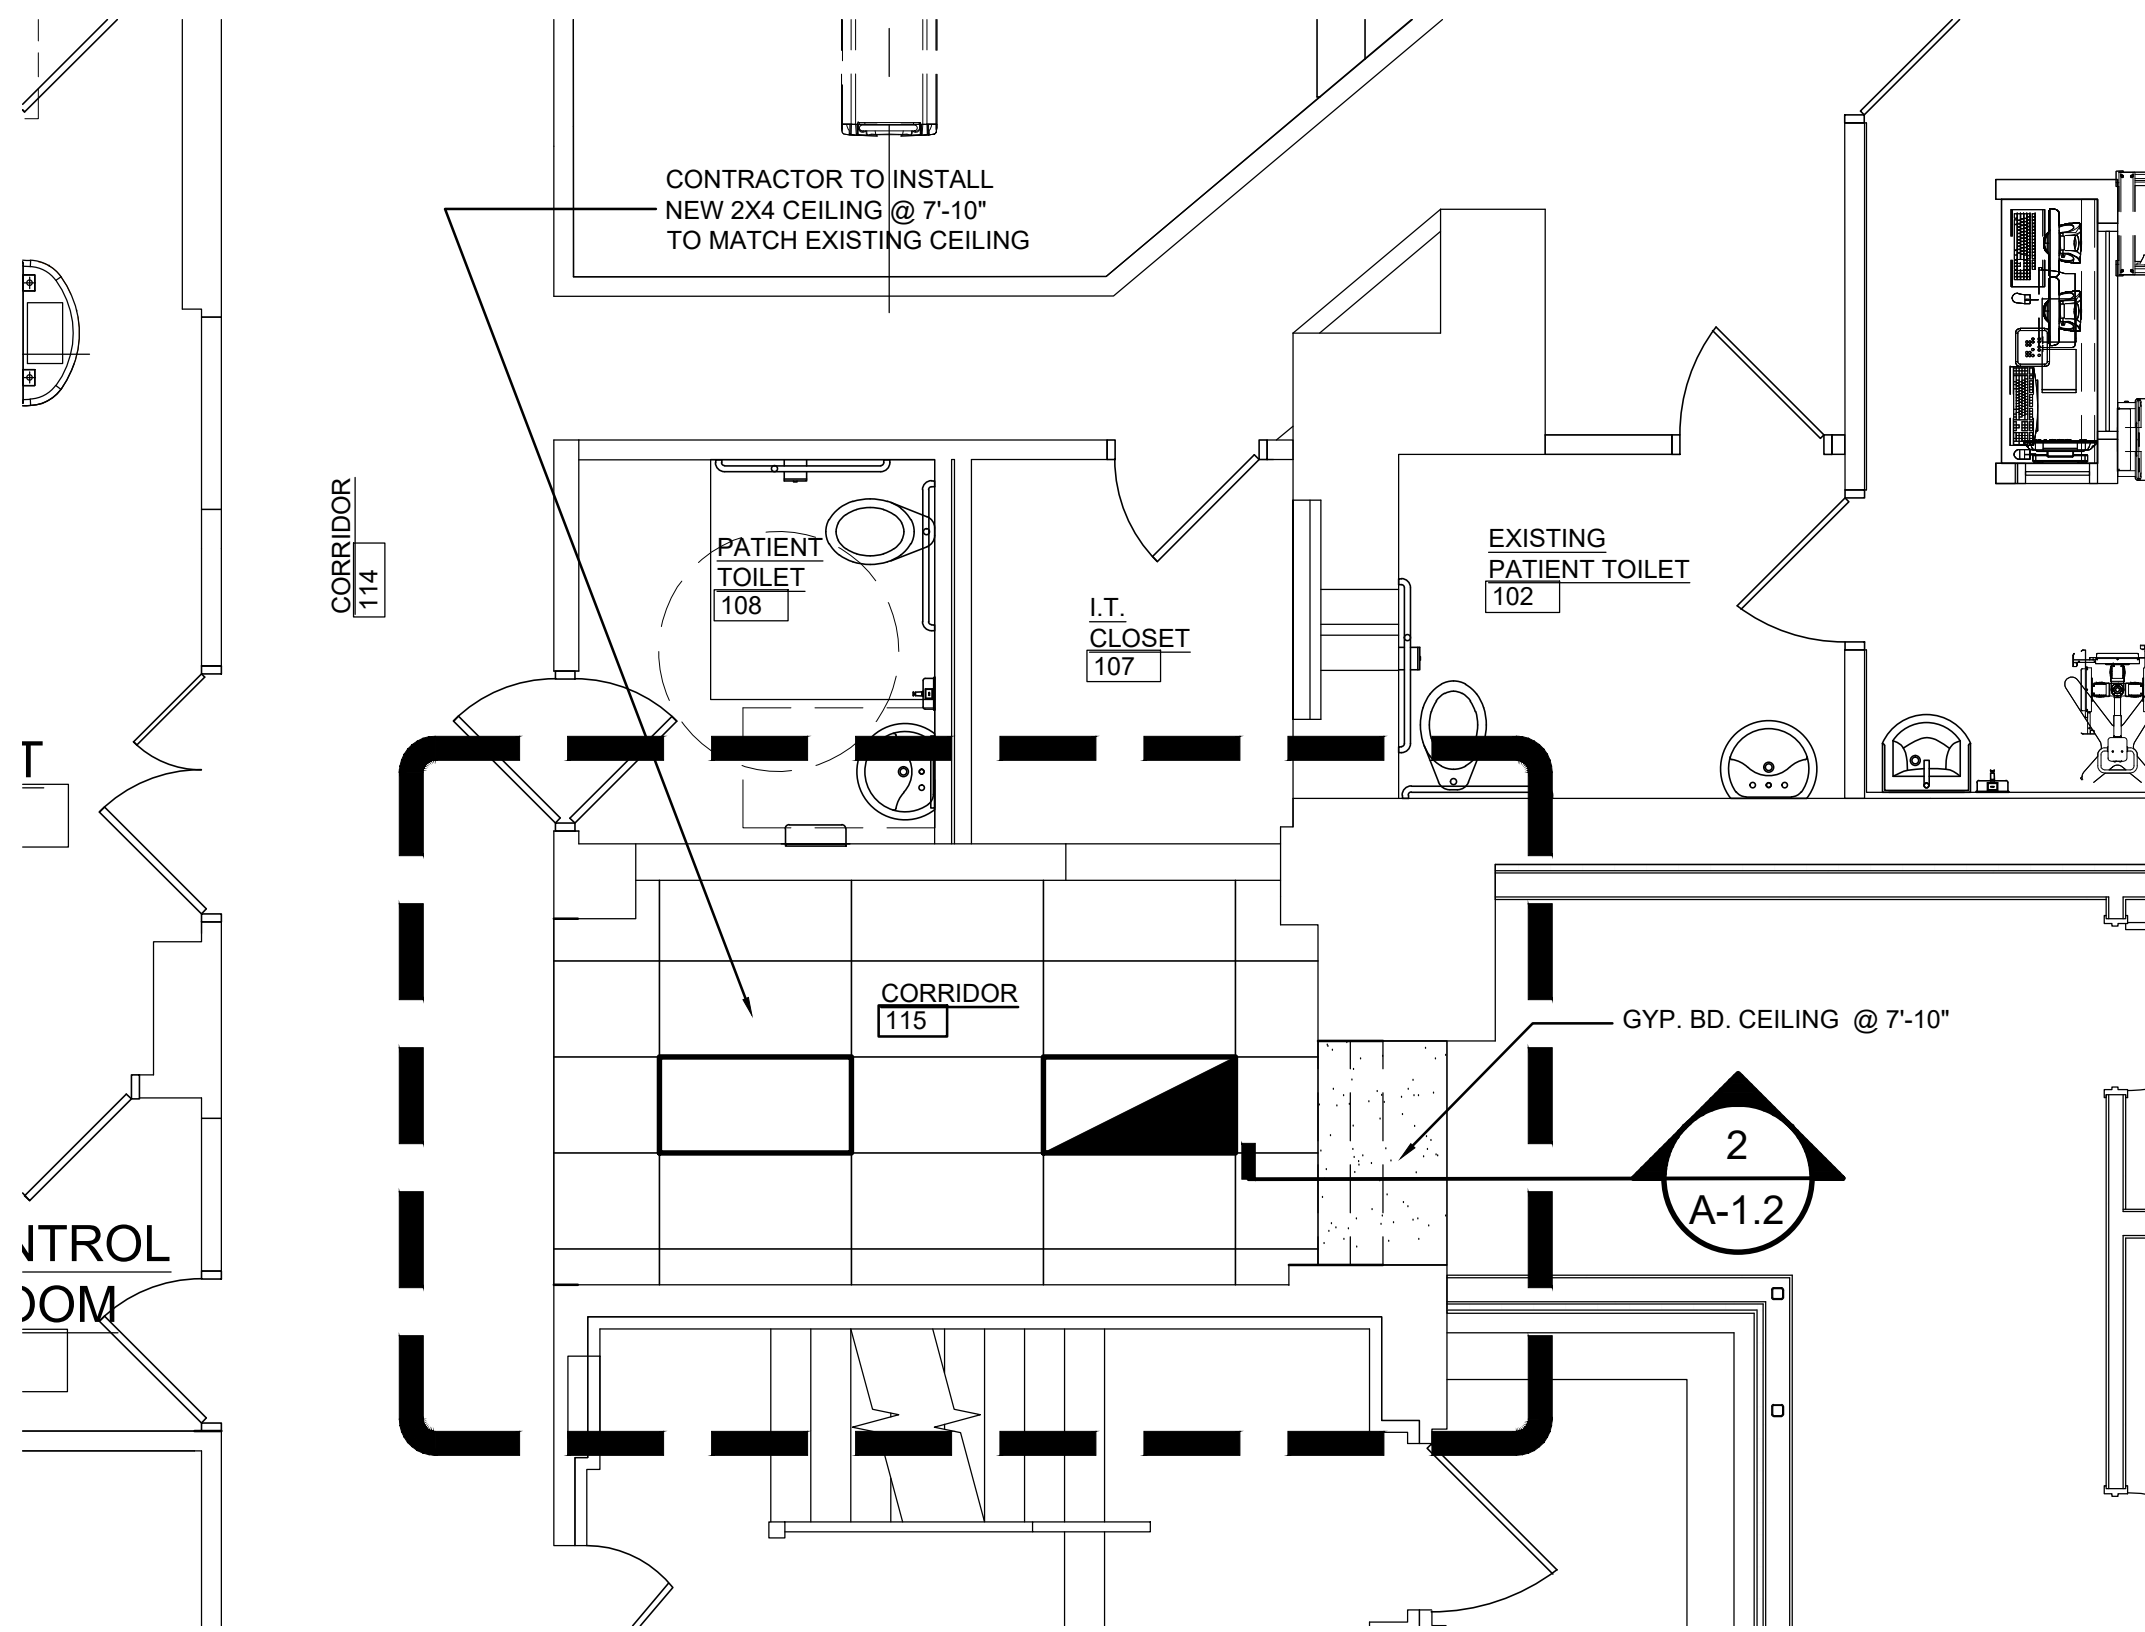 CONTRACTOR TO INSTALL
NEW 2X4 CEILING @ 7'-10"
TO MATCH EXISTING CEILING
CORRIDOR
114
PATIENT
TOILET
108
I.T.
CLOSET
107
EXISTING
PATIENT TOILET
102
T
CORRIDOR
115
GYP. BD. CEILING @ 7'-10"
2
A-1.2
NTROL
OOM